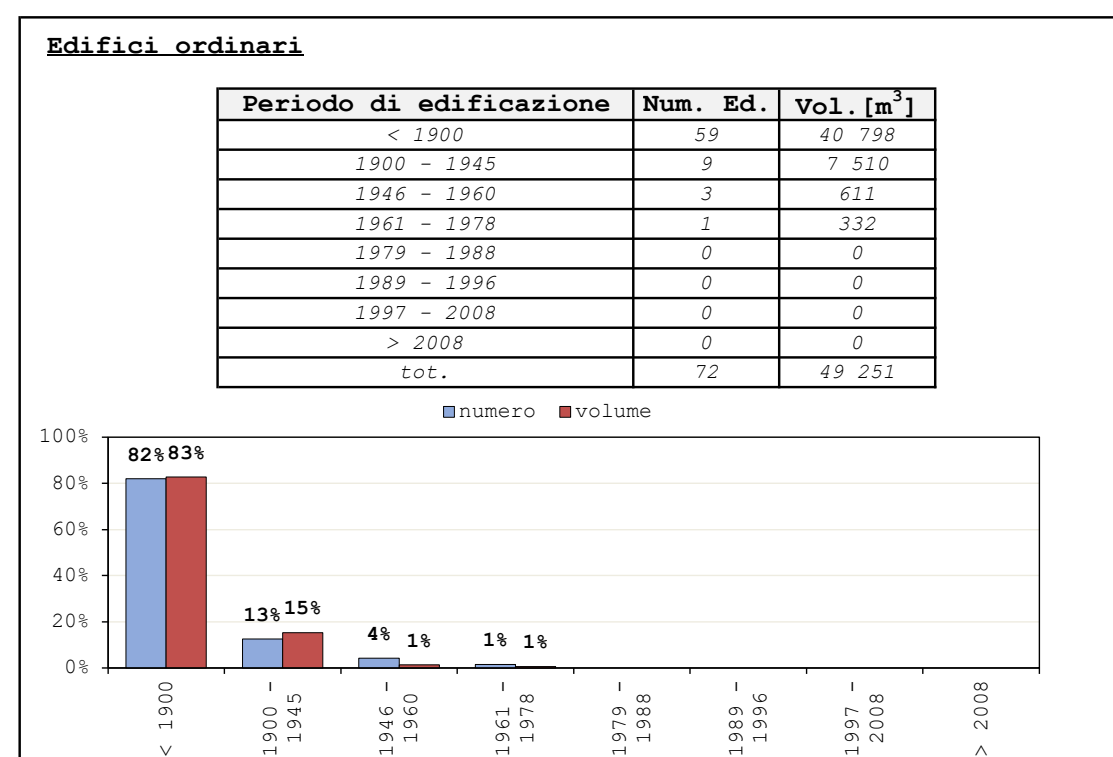 Edifici ordinari
Periodo di edificazione Num. Ed. Vol.[m³]
< 1900 59 40 798
1900 - 1945 9 7 510
1946 - 1960 3 611
1961 - 1978 1 332
1979 - 1988 0 0
1989 - 1996 0 0
1997 - 2008 0 0
> 2008 0 0
tot. 72 49 251
numero volume
100%
80%
60%
40%
20%
0%
82% 83%
13% 15%
4% 1%
1% 1%
< 1900
1900 -
1945
1946 -
1960
1961 -
1978
1979 -
1988
1989 -
1996
1997 -
2008
> 2008